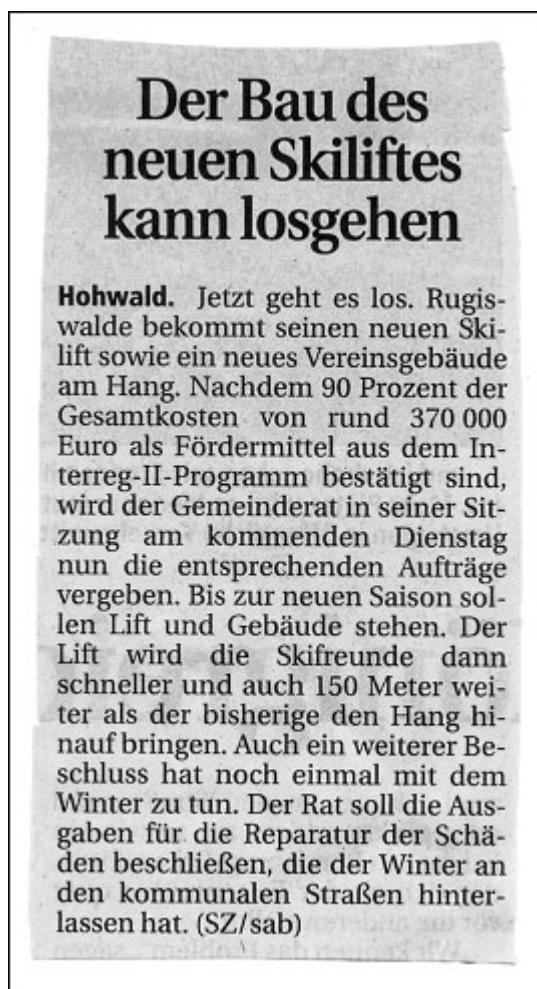 Der Bau des
neuen Skiliftes
kann losgehen
Hohwald. Jetzt geht es los. Rugis-
walde bekommt seinen neuen Ski-
lift sowie ein neues Vereinsgebäude
am Hang. Nachdem 90 Prozent der
Gesamtkosten von rund 370 000
Euro als Fördermittel aus dem In-
terreg-II-Programm bestätigt sind,
wird der Gemeinderat in seiner Sit-
zung am kommenden Dienstag
nun die entsprechenden Aufträge
vergeben. Bis zur neuen Saison sol-
len Lift und Gebäude stehen. Der
Lift wird die Skifreunde dann
schneller und auch 150 Meter wei-
ter als der bisherige den Hang hi-
nauf bringen. Auch ein weiterer Be-
schluss hat noch einmal mit dem
Winter zu tun. Der Rat soll die Aus-
gaben für die Reparatur der Schä-
den beschließen, die der Winter an
den kommunalen Straßen hinter-
lassen hat. (SZ/sab)